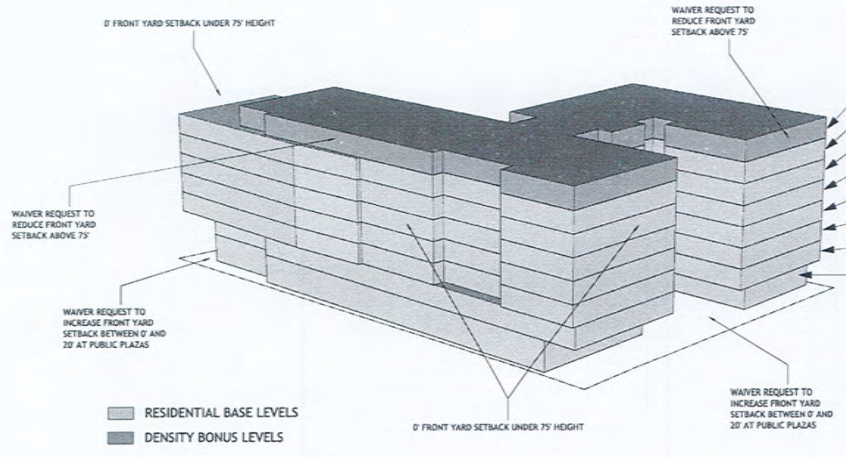 0' FRONT YARD SETBACK UNDER 75' HEIGHT
WAIVER REQUEST TO
REDUCE FRONT YARD
SETBACK ABOVE 75'
WAIVER REQUEST TO
REDUCE FRONT YARD
SETBACK ABOVE 75'
WAIVER REQUEST TO
INCREASE FRONT YARD
SETBACK BETWEEN 0' AND
20' AT PUBLIC PLAZAS
WAIVER REQUEST TO
INCREASE FRONT YARD
SETBACK BETWEEN 0' AND
20' AT PUBLIC PLAZAS
0' FRONT YARD SETBACK UNDER 75' HEIGHT
RESIDENTIAL BASE LEVELS
DENSITY BONUS LEVELS